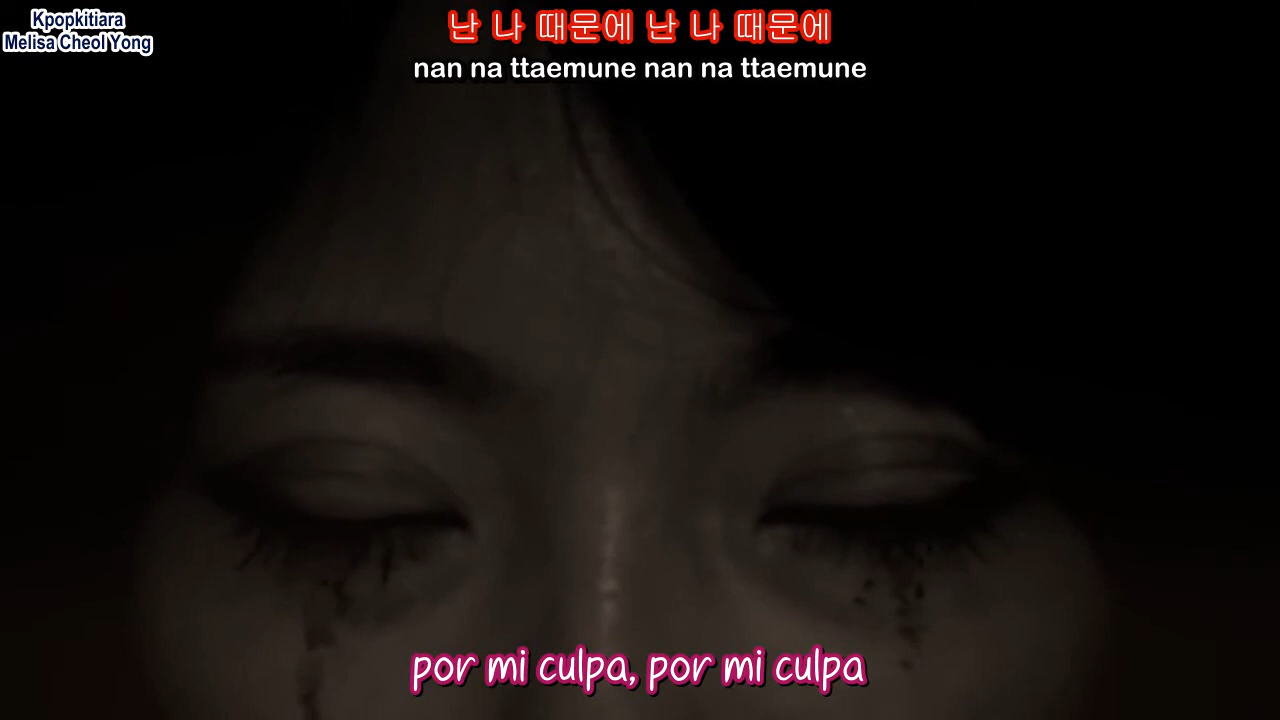 Kpopkitiara
Melisa Cheol Yong
난 나 때문에 난 나 때문에
nan na ttaemune nan na ttaemune
por mi culpa, por mi culpa